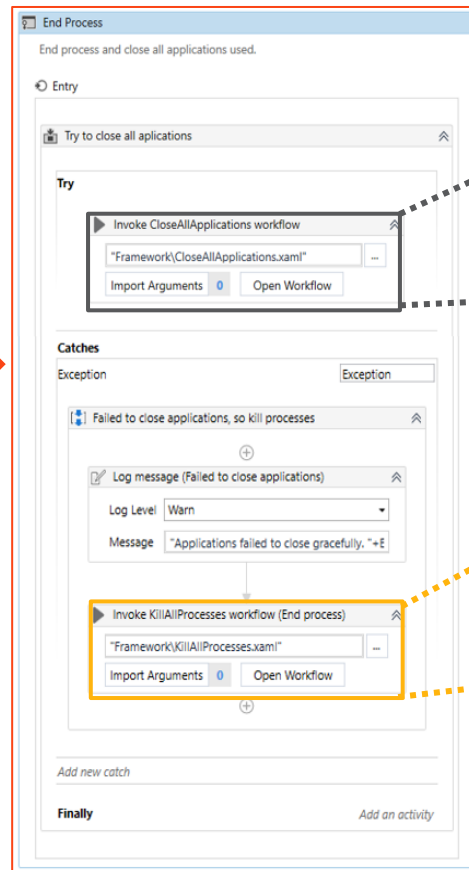 End Process
End process and close all applications used.
Entry
Try to close all aplications
Try
Invoke CloseAllApplications workflow
"Framework\CloseAllApplications.xaml"
...
Import Arguments 0 Open Workflow
Catches
Exception Exception
Failed to close applications, so kill processes
Log message (Failed to close applications)
Log Level Warn
Message "Applications failed to close gracefully. "+E
Invoke KillAllProcesses workflow (End process)
"Framework\KillAllProcesses.xaml"
...
Import Arguments 0 Open Workflow
Add new catch
Finally Add an activity